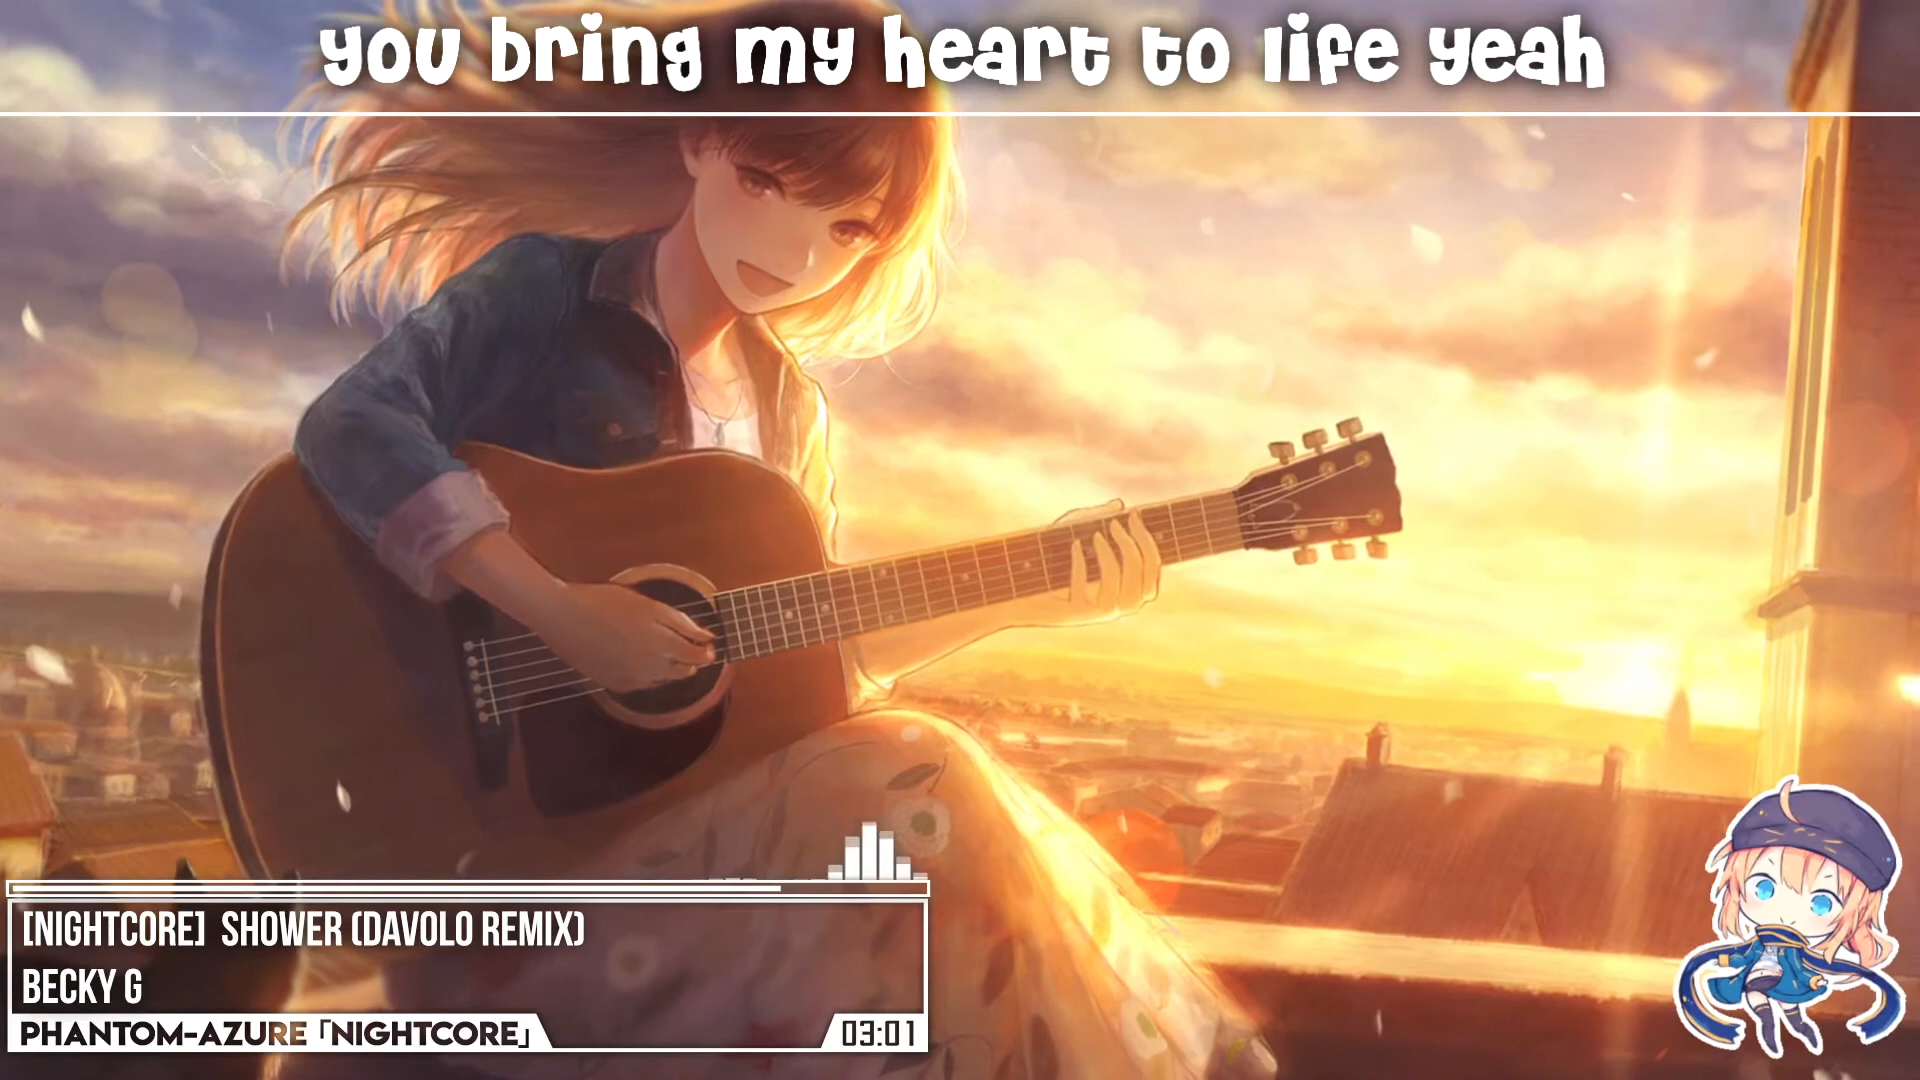 you bring my heart to life yeah
[NIGHTCORE] SHOWER (DAVOLO REMIX)
BECKY G
PHANTOM-AZURE「NIGHTCORE」
03:01